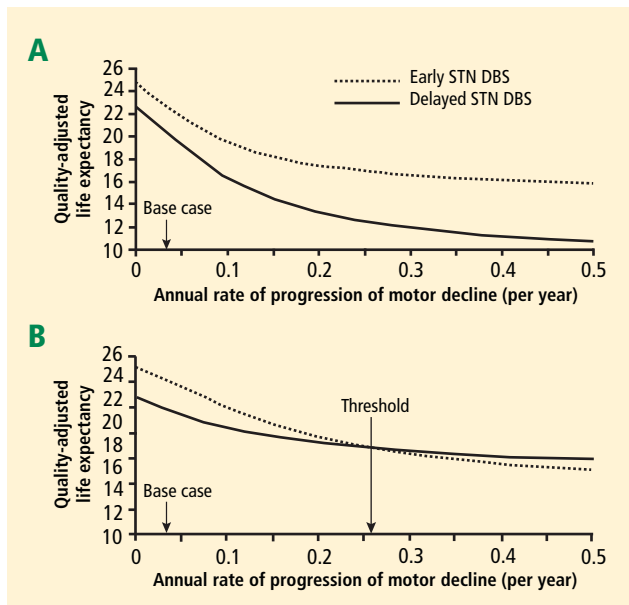 A
Early STN DBS
Delayed STN DBS
Quality-adjusted
life expectancy
26
24
22
20
18
16
14
12
10
Base case
0 0.1 0.2 0.3 0.4 0.5
Annual rate of progression of motor decline (per year)
B
Quality-adjusted
life expectancy
26
24
22
20
18
16
14
12
10
Threshold
Base case
0 0.1 0.2 0.3 0.4 0.5
Annual rate of progression of motor decline (per year)